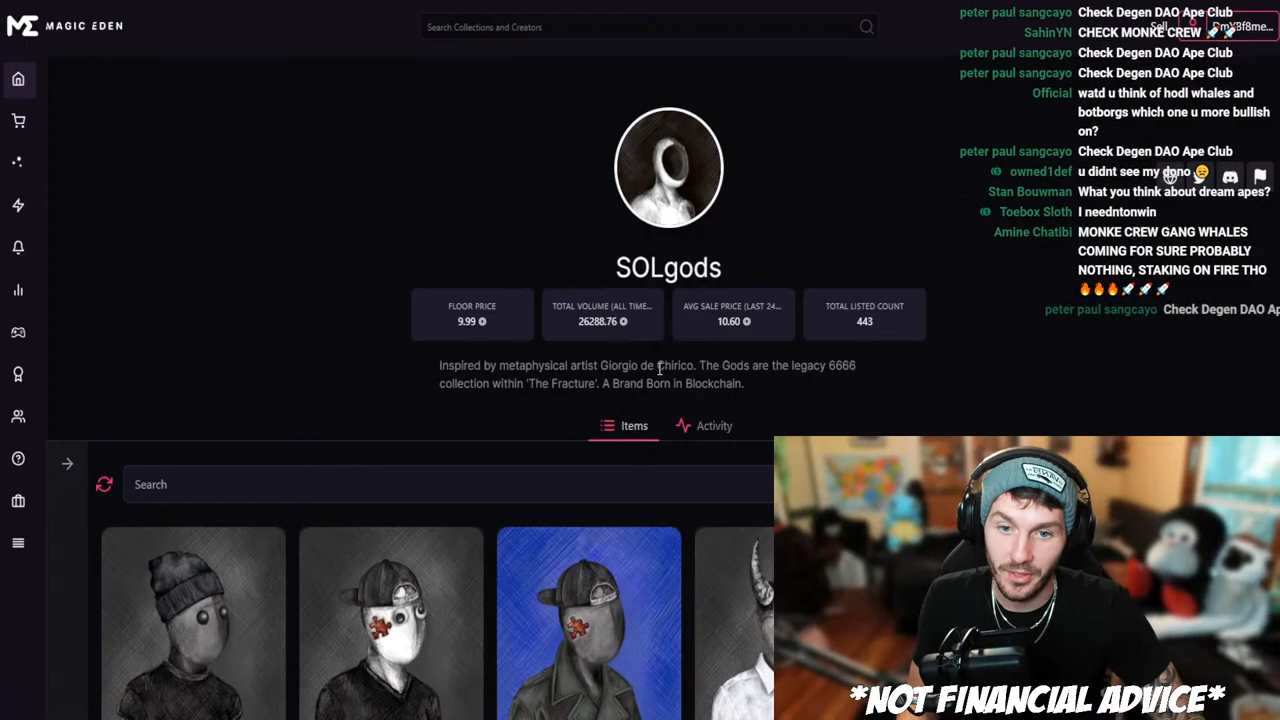 MAGIC EDEN
Search Collections and Creators
Sell
SOLgods
FLOOR PRICE
9.99
TOTAL VOLUME (ALL TIME...
26288.76
AVG SALE PRICE (LAST 24...
10.60
TOTAL LISTED COUNT
443
Inspired by metaphysical artist Giorgio de Chirico. The Gods are the legacy 6666
collection within 'The Fracture'. A Brand Born in Blockchain.
Items
Activity
Search
peter paul sangcayo Check Degen DAO Ape Club
SahinYN CHECK MONKE CREW 🚀🚀
peter paul sangcayo Check Degen DAO Ape Club
peter paul sangcayo Check Degen DAO Ape Club
Official watd u think of hodl whales and
botborgs which one u more bullish
on?
peter paul sangcayo Check Degen DAO Ape Club
owned1def u didnt see my dono 😔
Stan Bouwman What you think about dream apes?
Toebox Sloth I needntonwin
Amine Chatibi MONKE CREW GANG WHALES
COMING FOR SURE PROBABLY
NOTHING, STAKING ON FIRE THO
🔥🔥🔥🚀🚀🚀
peter paul sangcayo Check Degen DAO Ap
*NOT FINANCIAL ADVICE*